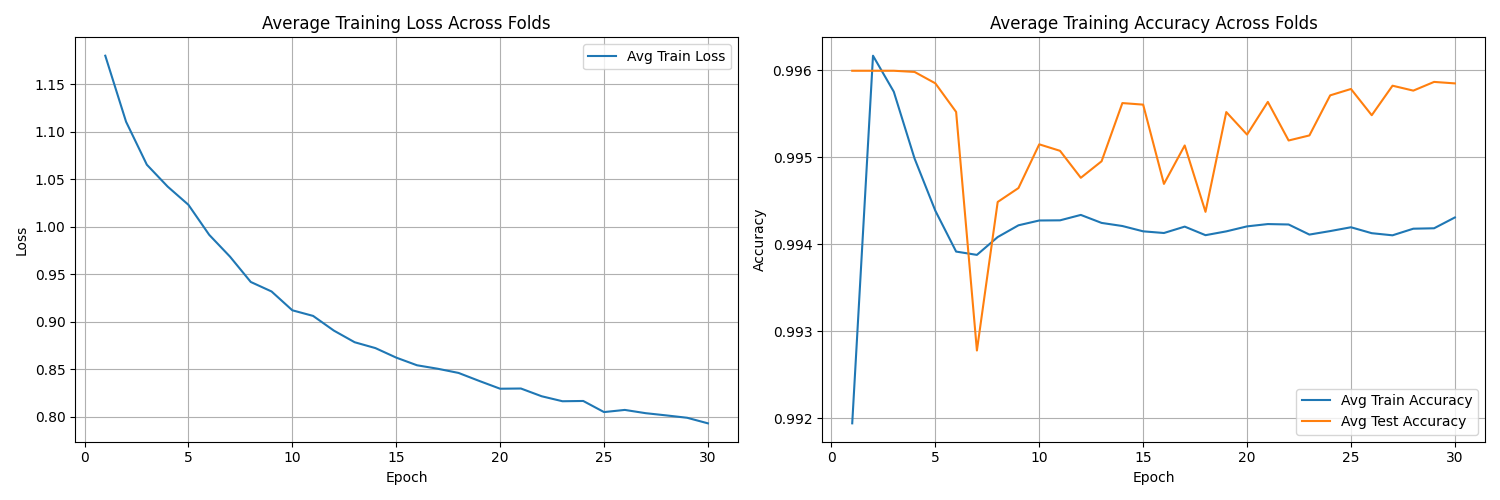 Average Training Loss Across Folds
Avg Train Loss
1.15
1.10
1.05
1.00
0.95
0.90
0.85
0.80
Loss
0 5 10 15 20 25 30
Epoch
Average Training Accuracy Across Folds
0.996
0.995
0.994
0.993
0.992
Accuracy
Avg Train Accuracy
Avg Test Accuracy
0 5 10 15 20 25 30
Epoch